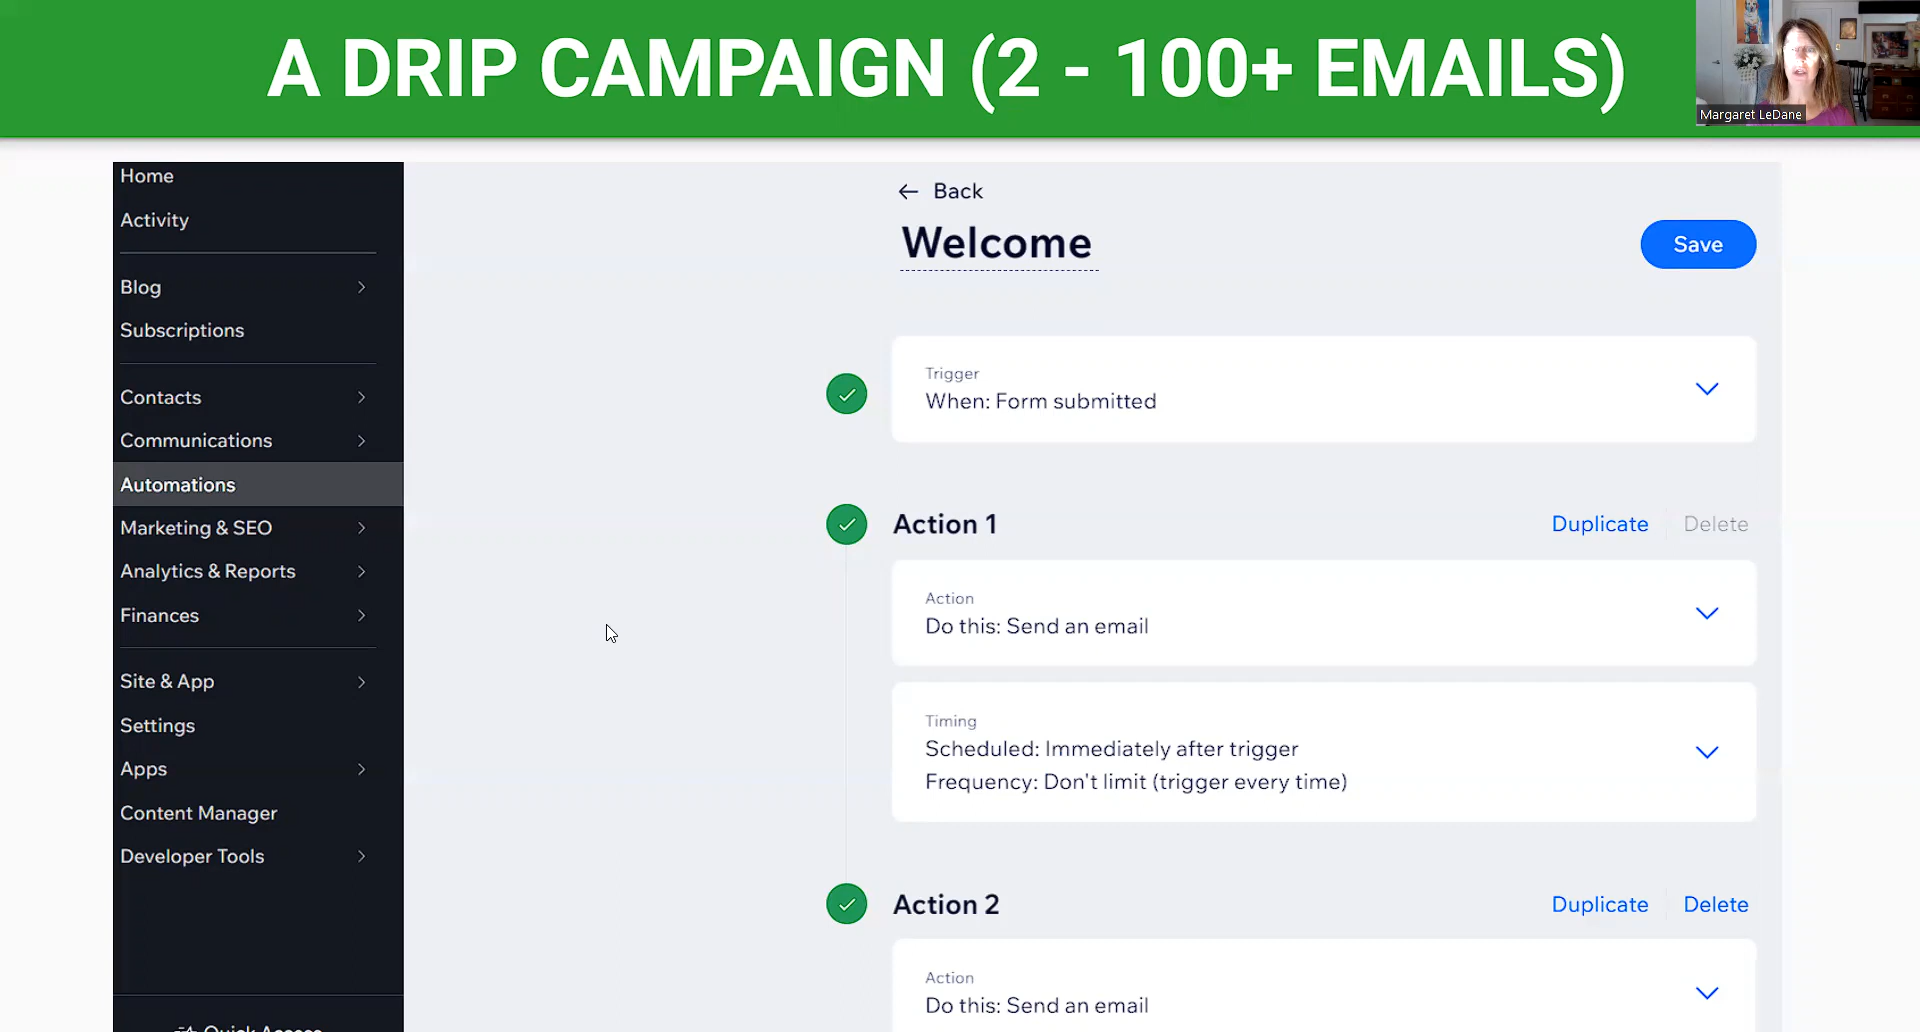 A DRIP CAMPAIGN (2 - 100+ EMAILS)
Margaret LeDane
Home
Activity
Blog
Subscriptions
Contacts
Communications
Automations
Marketing & SEO
Analytics & Reports
Finances
Site & App
Settings
Apps
Content Manager
Developer Tools
Quick Access
← Back
Welcome
Save
Trigger
When: Form submitted
Action 1
Duplicate
Delete
Action
Do this: Send an email
Timing
Scheduled: Immediately after trigger
Frequency: Don't limit (trigger every time)
Action 2
Duplicate
Delete
Action
Do this: Send an email